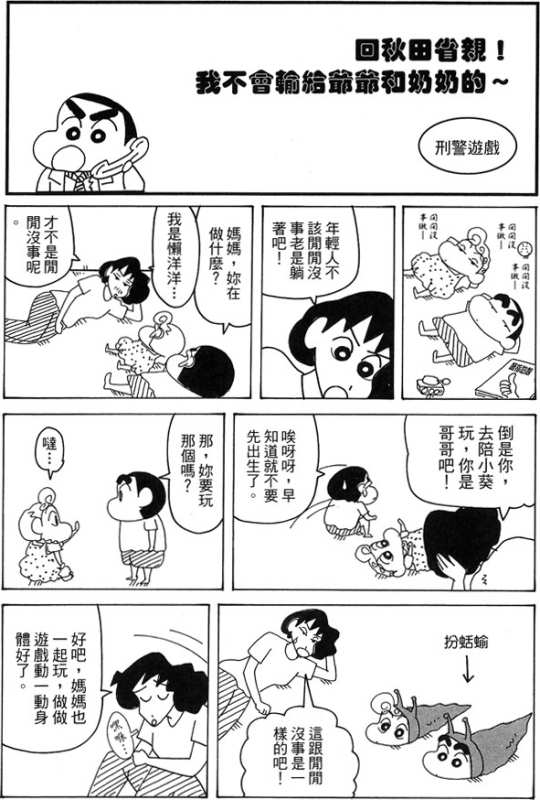 回秋田省親！
我不會輸給爺爺和奶奶的～
刑警遊戲
閒閒沒
事做—
閒閒沒
事做—
年輕人不
該閒閒沒
事老是躺
著吧！
媽媽，妳在
做什麼？
我是懶洋洋…
才不是閒
閒沒事呢
。
倒是你，
去陪小葵
玩，你是
哥哥吧！
唉呀呀，早
知道就不要
先出生了。
那，妳要玩
那個嗎？
噠…
扮蛞蝓
這跟閒閒
沒事是一
樣的吧！
好吧，媽媽也
一起玩，做做
遊戲動一動身
體好了。